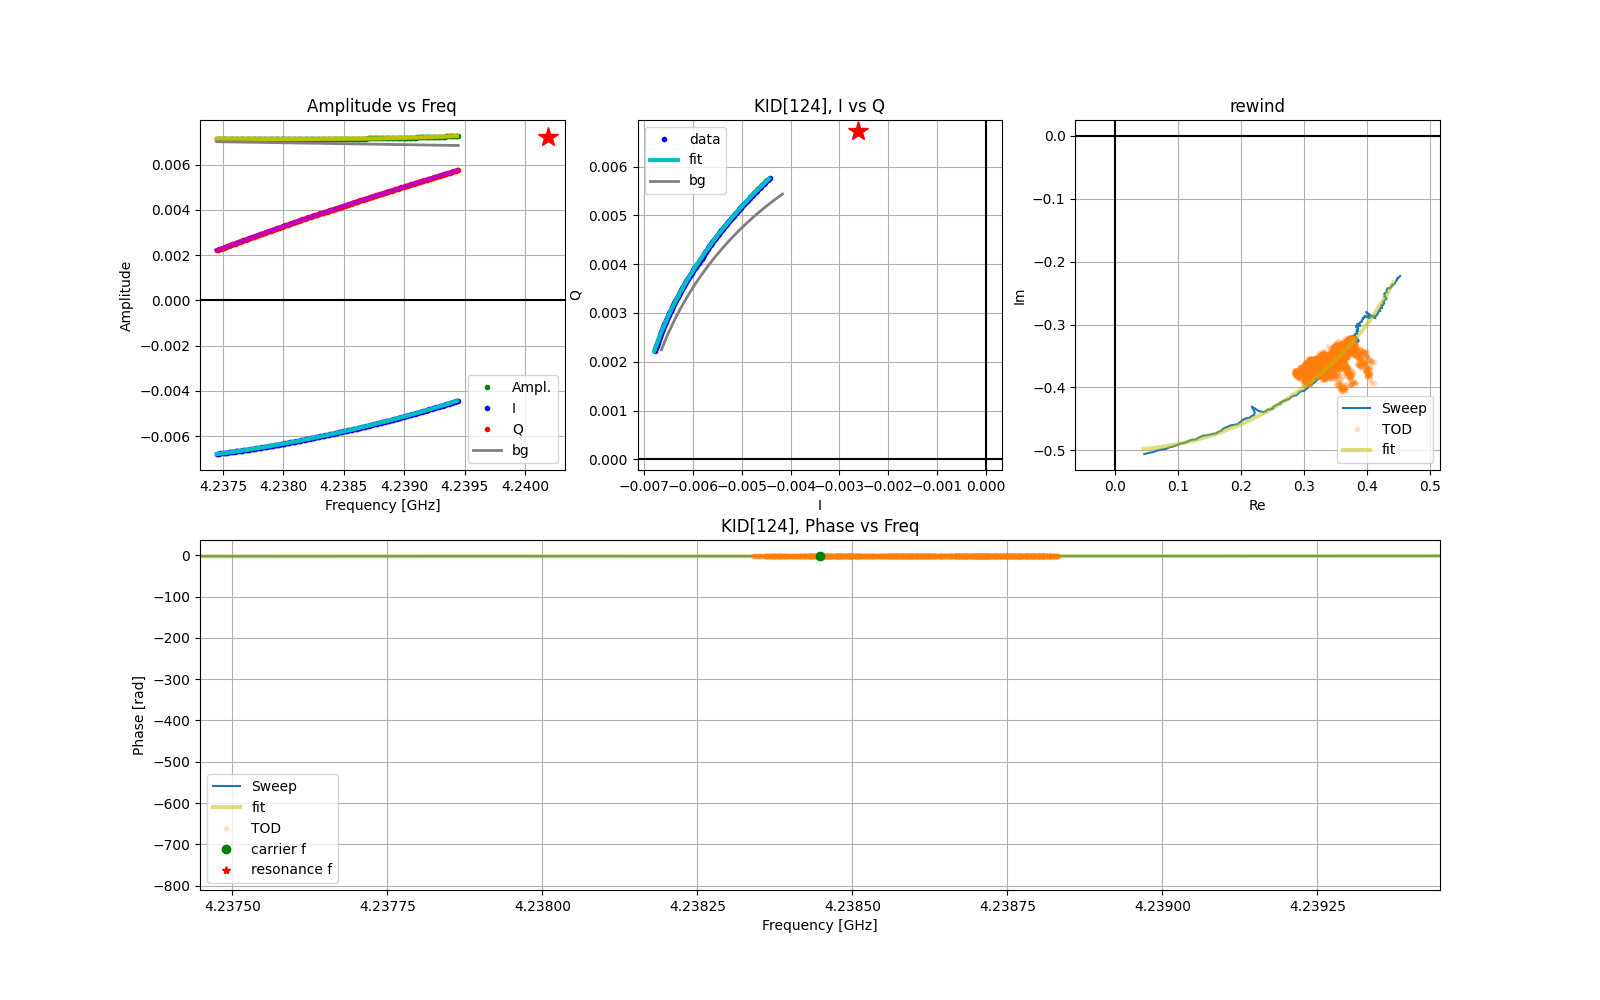 Amplitude vs Freq
Amplitude
0.006
0.004
0.002
0.000
−0.002
−0.004
−0.006
4.2375 4.2380 4.2385 4.2390 4.2395 4.2400
Frequency [GHz]
Ampl.
I
Q
bg
KID[124], I vs Q
Q
0.006
0.005
0.004
0.003
0.002
0.001
0.000
−0.007 −0.006 −0.005 −0.004 −0.003 −0.002 −0.001 0.000
I
data
fit
bg
rewind
Im
0.0
−0.1
−0.2
−0.3
−0.4
−0.5
0.0 0.1 0.2 0.3 0.4 0.5
Re
Sweep
TOD
fit
KID[124], Phase vs Freq
Phase [rad]
0
−100
−200
−300
−400
−500
−600
−700
−800
4.23750 4.23775 4.23800 4.23825 4.23850 4.23875 4.23900 4.23925
Frequency [GHz]
Sweep
fit
TOD
carrier f
resonance f